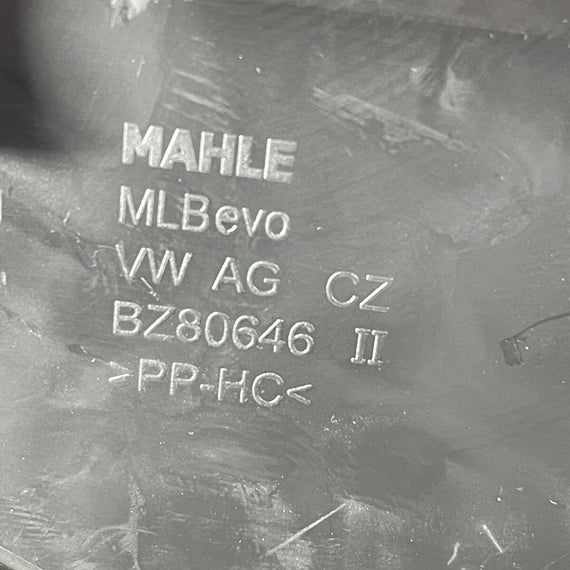 MAHLE
MLBevo
VW AG CZ
BZ80646 II
>PP-HC<